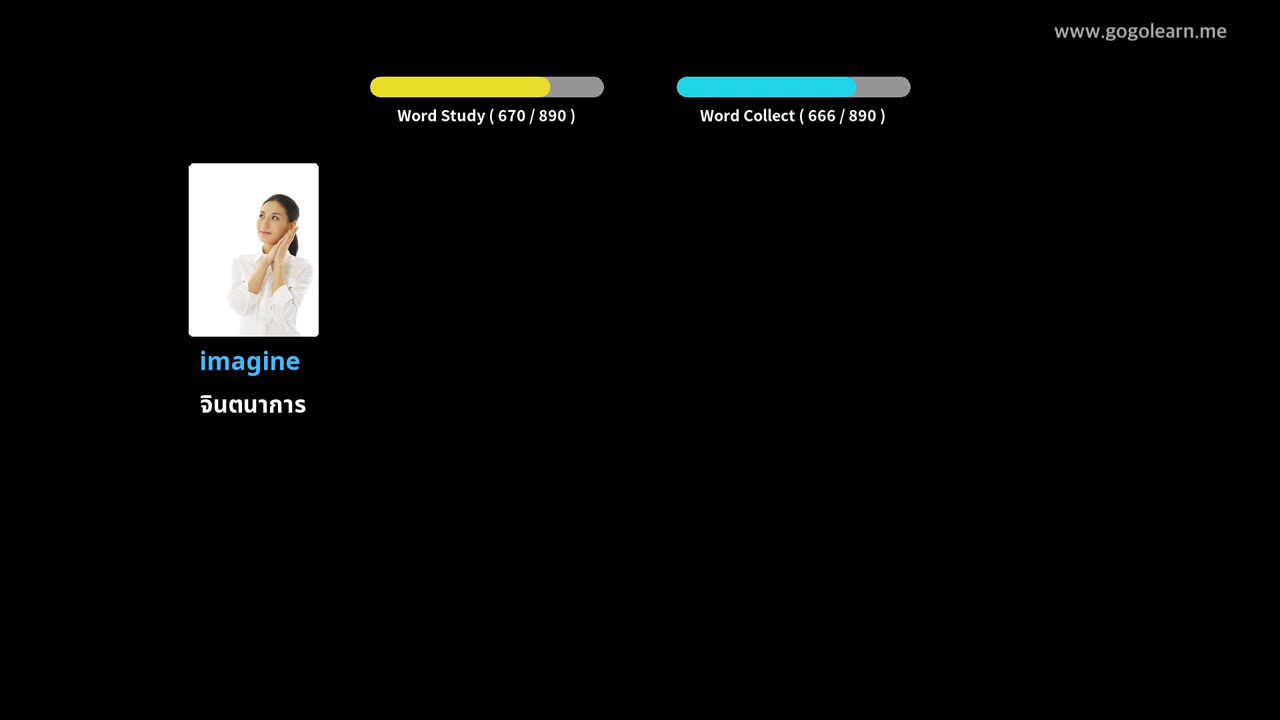 www.gogolearn.me
Word Study ( 670 / 890 )
Word Collect ( 666 / 890 )
imagine
จินตนาการ